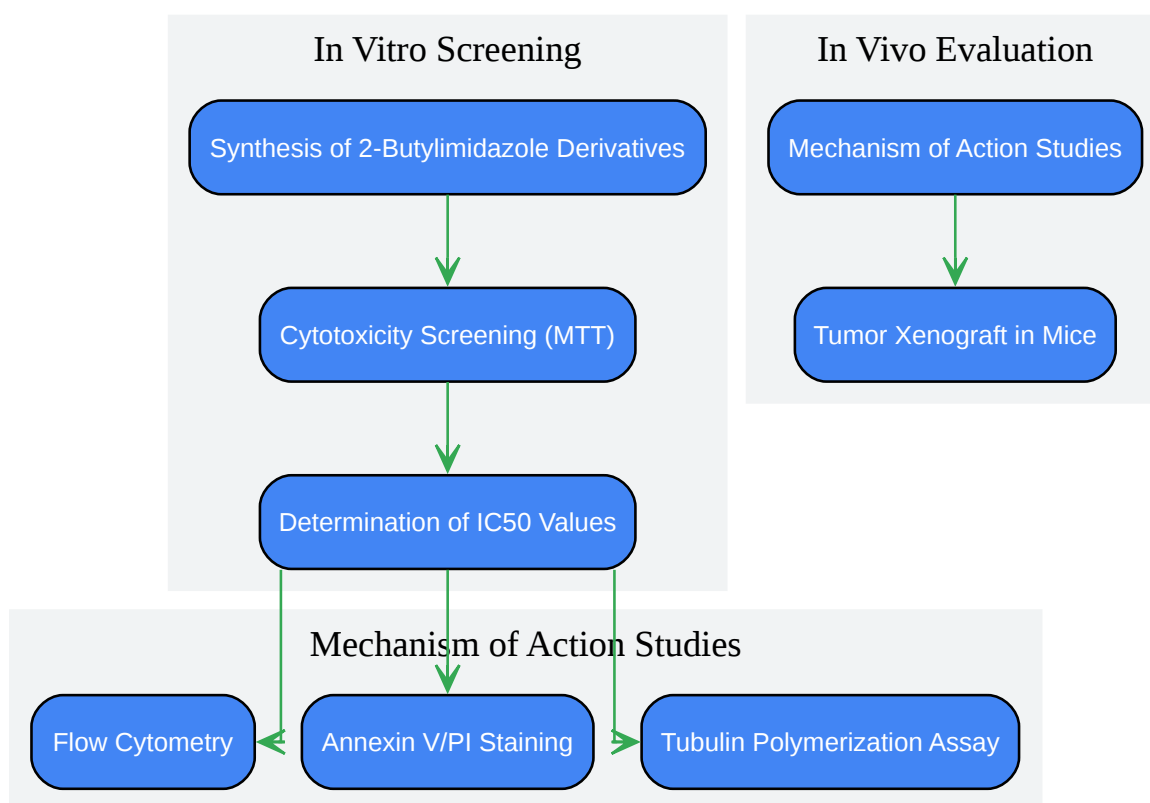 In Vitro Screening
Synthesis of 2-Butylimidazole Derivatives
Cytotoxicity Screening (MTT)
Determination of IC50 Values
In Vivo Evaluation
Mechanism of Action Studies
Tumor Xenograft in Mice
Mechanism of Action Studies
Flow Cytometry
Annexin V/PI Staining
Tubulin Polymerization Assay